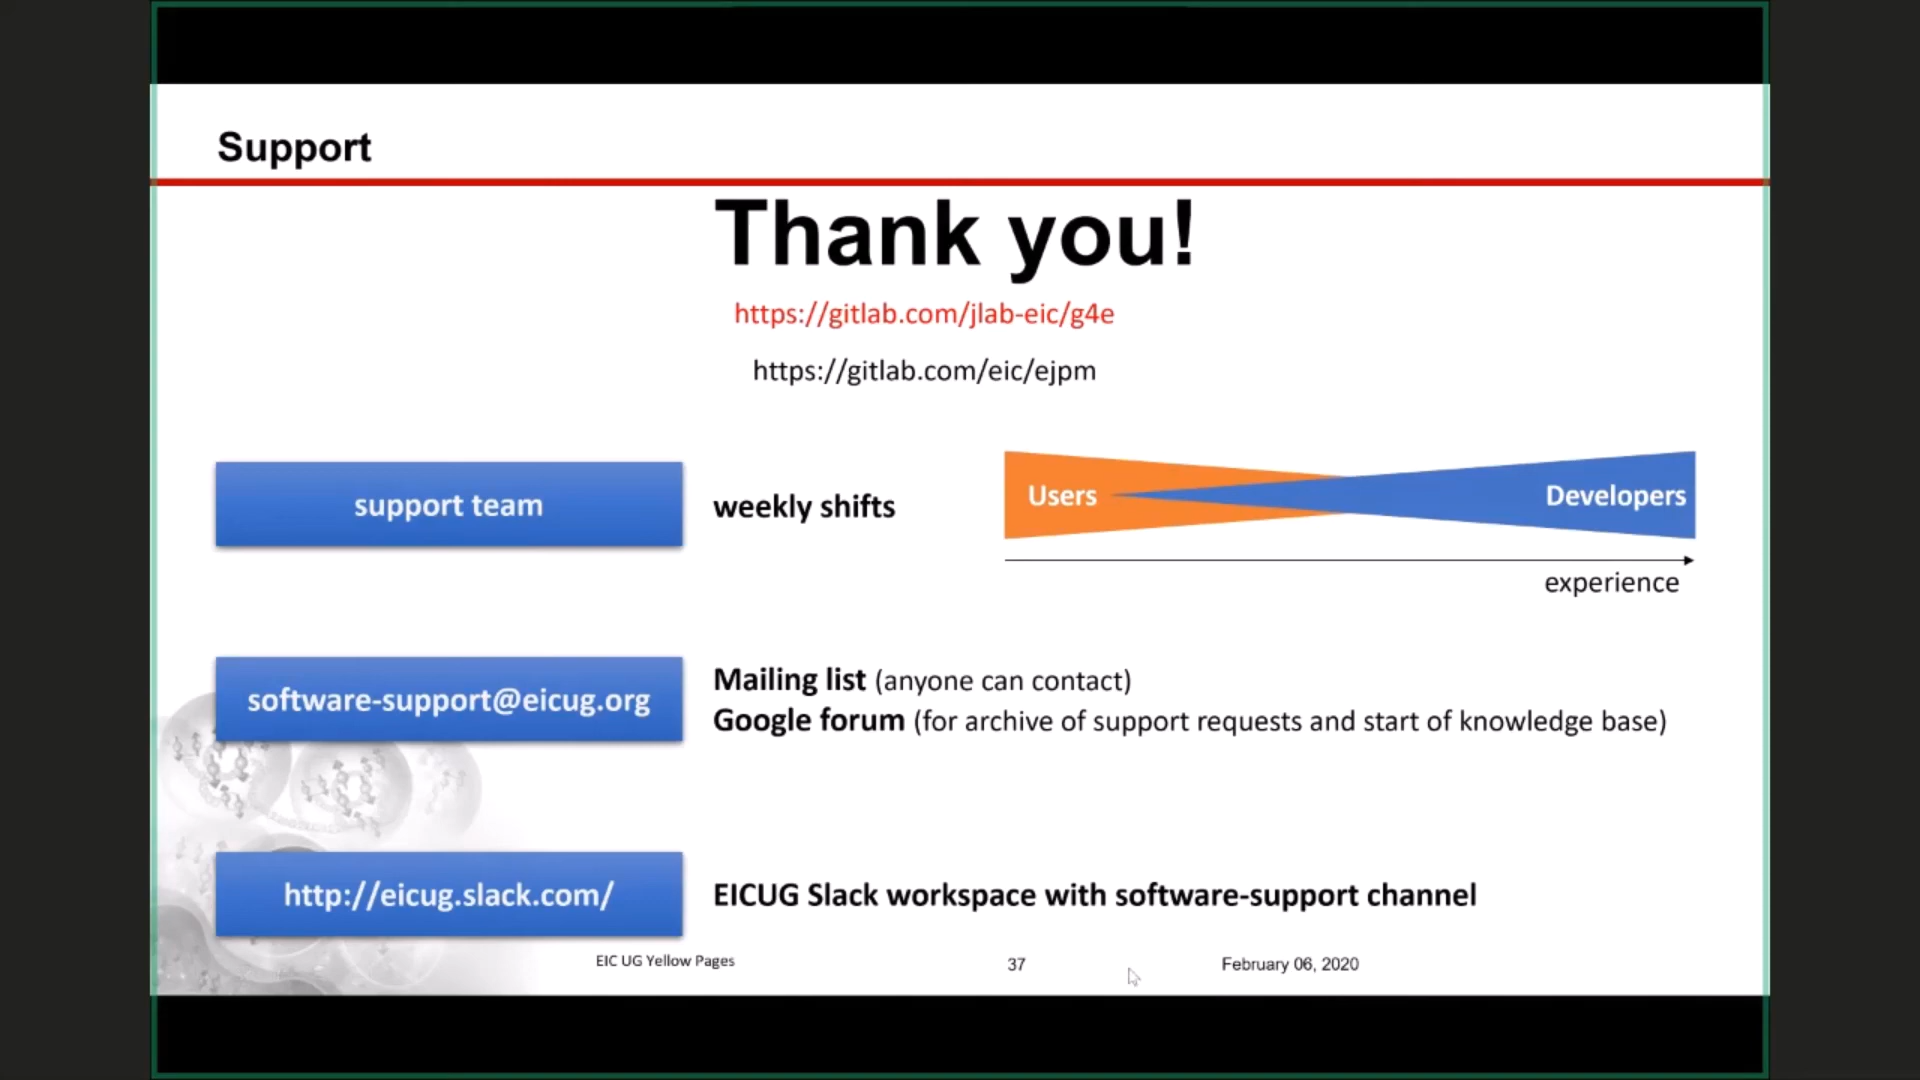 Support
Thank you!
https://gitlab.com/jlab-eic/g4e
https://gitlab.com/eic/ejpm
support team
weekly shifts
Users
Developers
experience
software-support@eicug.org
Mailing list (anyone can contact)
Google forum (for archive of support requests and start of knowledge base)
http://eicug.slack.com/
EICUG Slack workspace with software-support channel
EIC UG Yellow Pages
37
February 06, 2020